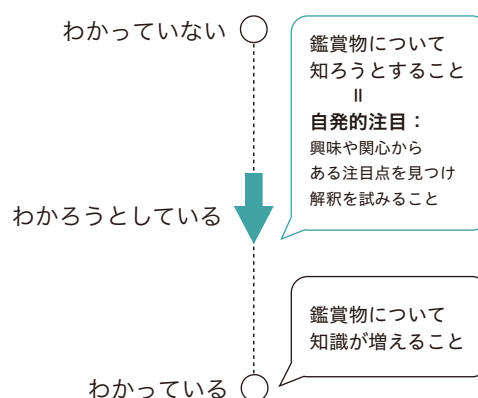 わかっていない
鑑賞物について
知ろうとすること
=
自発的注目：
興味や関心から
ある注目点を見つけ
解釈を試みること
わかろうとしている
鑑賞物について
知識が増えること
わかっている